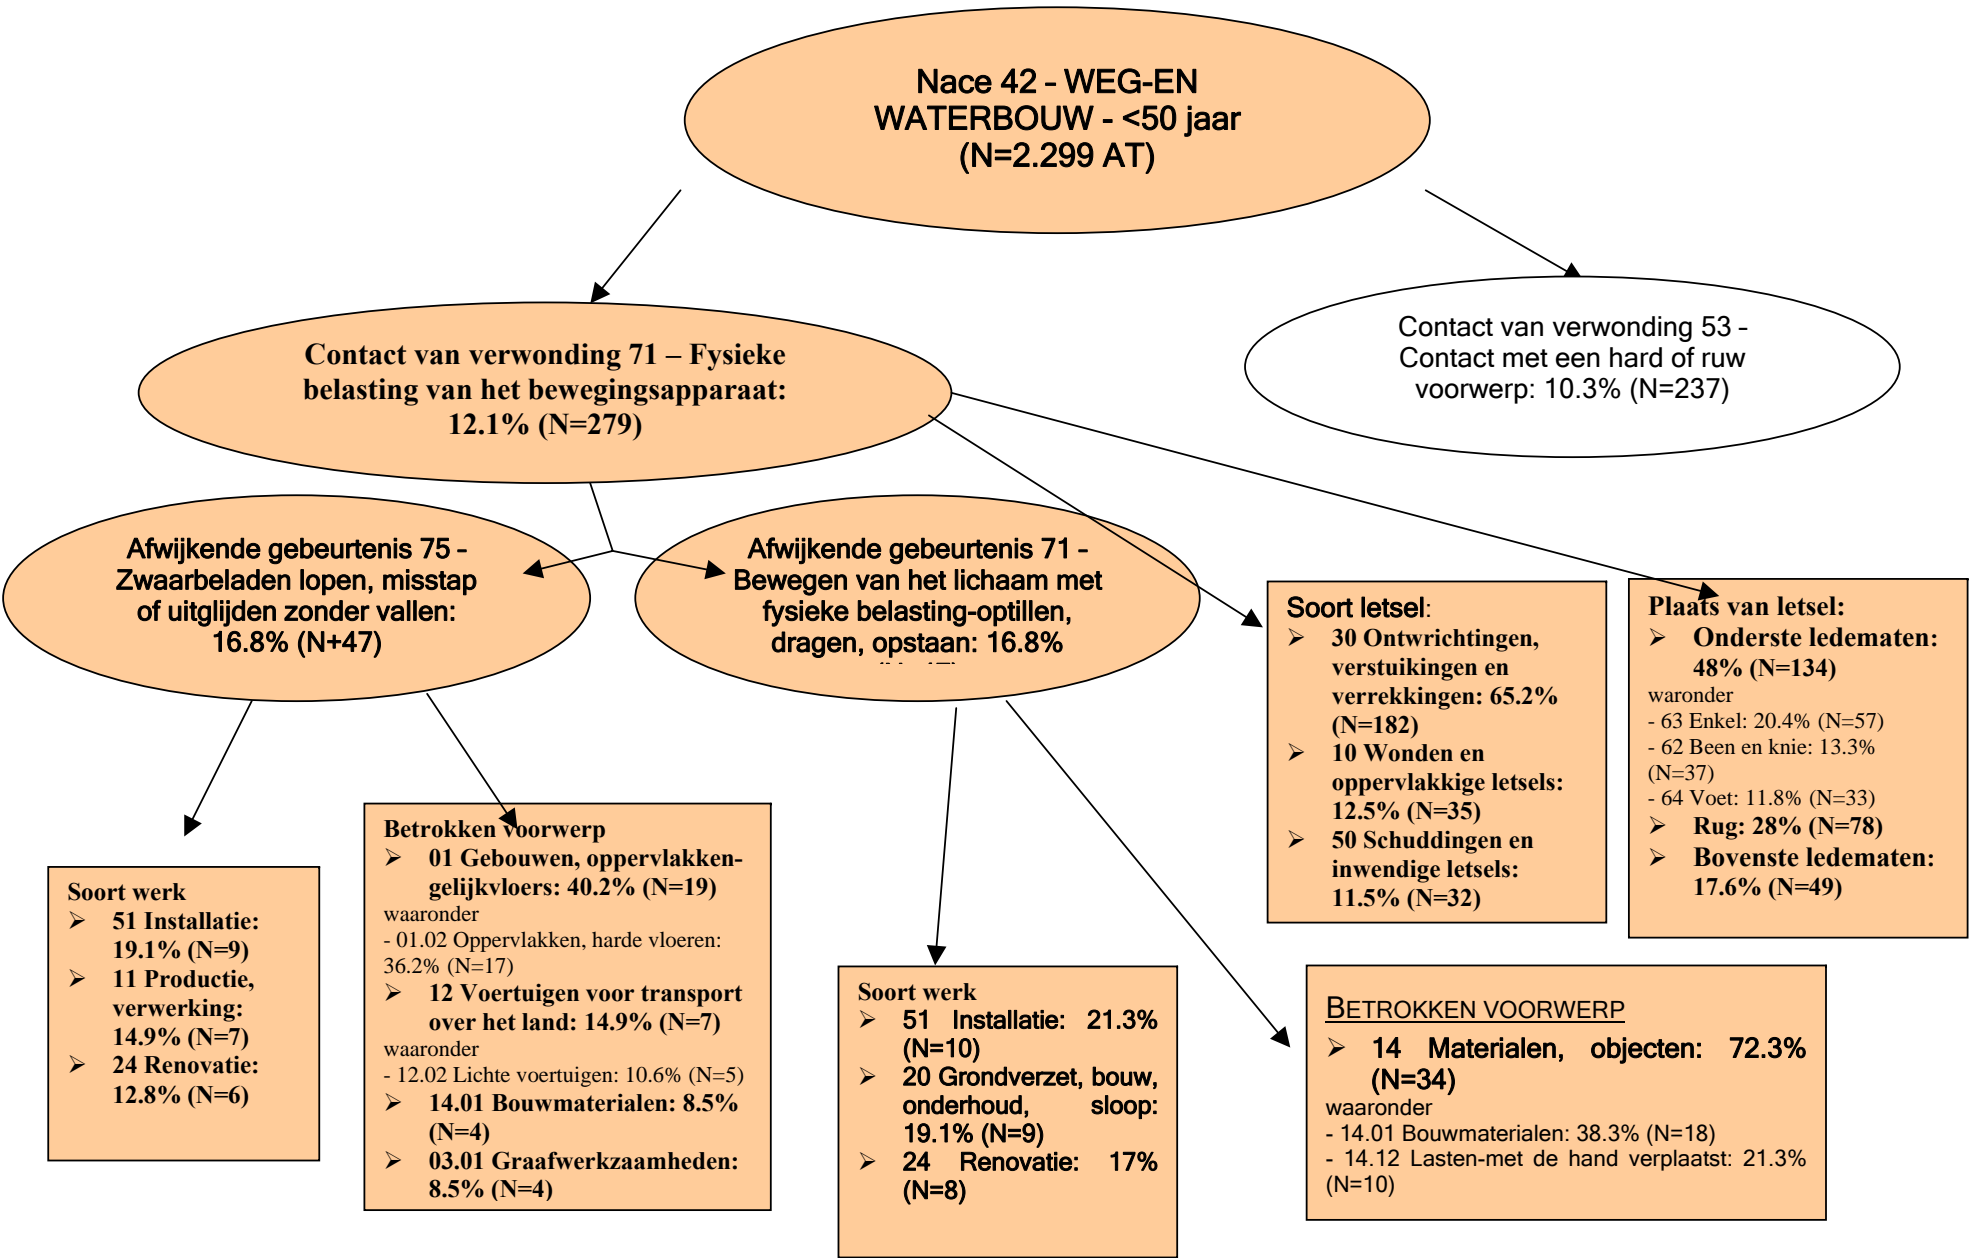 Nace 42 - WEG-EN
WATERBOUW - <50 jaar
(N=2.299 AT)
Contact van verwonding 71 – Fysieke
belasting van het bewegingsapparaat:
12.1% (N=279)
Contact van verwonding 53 -
Contact met een hard of ruw
voorwerp: 10.3% (N=237)
Afwijkende gebeurtenis 75 -
Zwaarbeladen lopen, misstap
of uitglijden zonder vallen:
16.8% (N+47)
Afwijkende gebeurtenis 71 -
Bewegen van het lichaam met
fysieke belasting-optillen,
dragen, opstaan: 16.8%
Soort letsel:
➢ 30 Ontwrichtingen,
verstuikingen en
verrekkingen: 65.2%
(N=182)
➢ 10 Wonden en
oppervlakkige letsels:
12.5% (N=35)
➢ 50 Schuddingen en
inwendige letsels:
11.5% (N=32)
Plaats van letsel:
➢ Onderste ledematen:
48% (N=134)
waronder
- 63 Enkel: 20.4% (N=57)
- 62 Been en knie: 13.3%
(N=37)
- 64 Voet: 11.8% (N=33)
➢ Rug: 28% (N=78)
➢ Bovenste ledematen:
17.6% (N=49)
Soort werk
➢ 51 Installatie:
19.1% (N=9)
➢ 11 Productie,
verwerking:
14.9% (N=7)
➢ 24 Renovatie:
12.8% (N=6)
Betrokken voorwerp
➢ 01 Gebouwen, oppervlakken-
gelijkvloers: 40.2% (N=19)
waaronder
- 01.02 Oppervlakken, harde vloeren:
36.2% (N=17)
➢ 12 Voertuigen voor transport
over het land: 14.9% (N=7)
waaronder
- 12.02 Lichte voertuigen: 10.6% (N=5)
➢ 14.01 Bouwmaterialen: 8.5%
(N=4)
➢ 03.01 Graafwerkzaamheden:
8.5% (N=4)
Soort werk
➢ 51 Installatie: 21.3%
(N=10)
➢ 20 Grondverzet, bouw,
onderhoud, sloop:
19.1% (N=9)
➢ 24 Renovatie: 17%
(N=8)
BETROKKEN VOORWERP
➢ 14 Materialen, objecten: 72.3%
(N=34)
waaronder
- 14.01 Bouwmaterialen: 38.3% (N=18)
- 14.12 Lasten-met de hand verplaatst: 21.3%
(N=10)